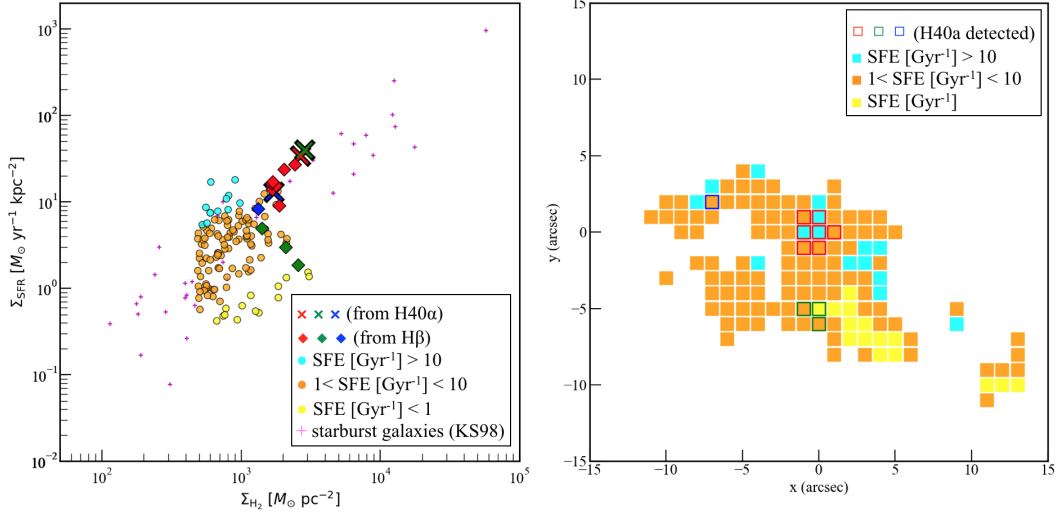 10³
10²
10¹
10⁰
10⁻¹
10⁻²
Σ_SFR [M⊙ yr⁻¹ kpc⁻²]
(from H40α)
(from Hβ)
SFE [Gyr⁻¹] > 10
1< SFE [Gyr⁻¹] < 10
SFE [Gyr⁻¹] < 1
starburst galaxies (KS98)
10² 10³ 10⁴ 10⁵
Σ_H₂ [M⊙ pc⁻²]
15
10
5
0
−5
−10
−15
y (arcsec)
(H40a detected)
SFE [Gyr⁻¹] > 10
1< SFE [Gyr⁻¹] < 10
SFE [Gyr⁻¹]
−15 −10 −5 0 5 10 15
x (arcsec)